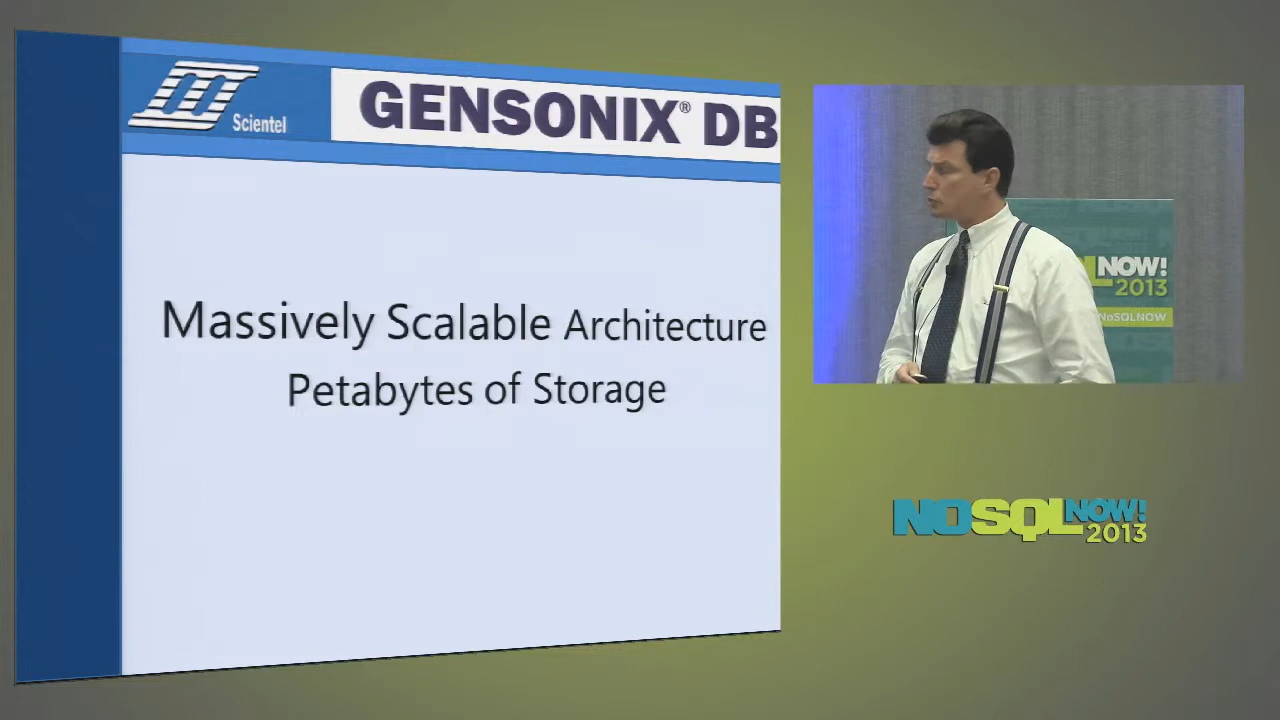 Scientel
GENSONIX® DB
Massively Scalable Architecture
Petabytes of Storage
L NOW!
2013
NoSQLNOW
NOSQL NOW!
2013